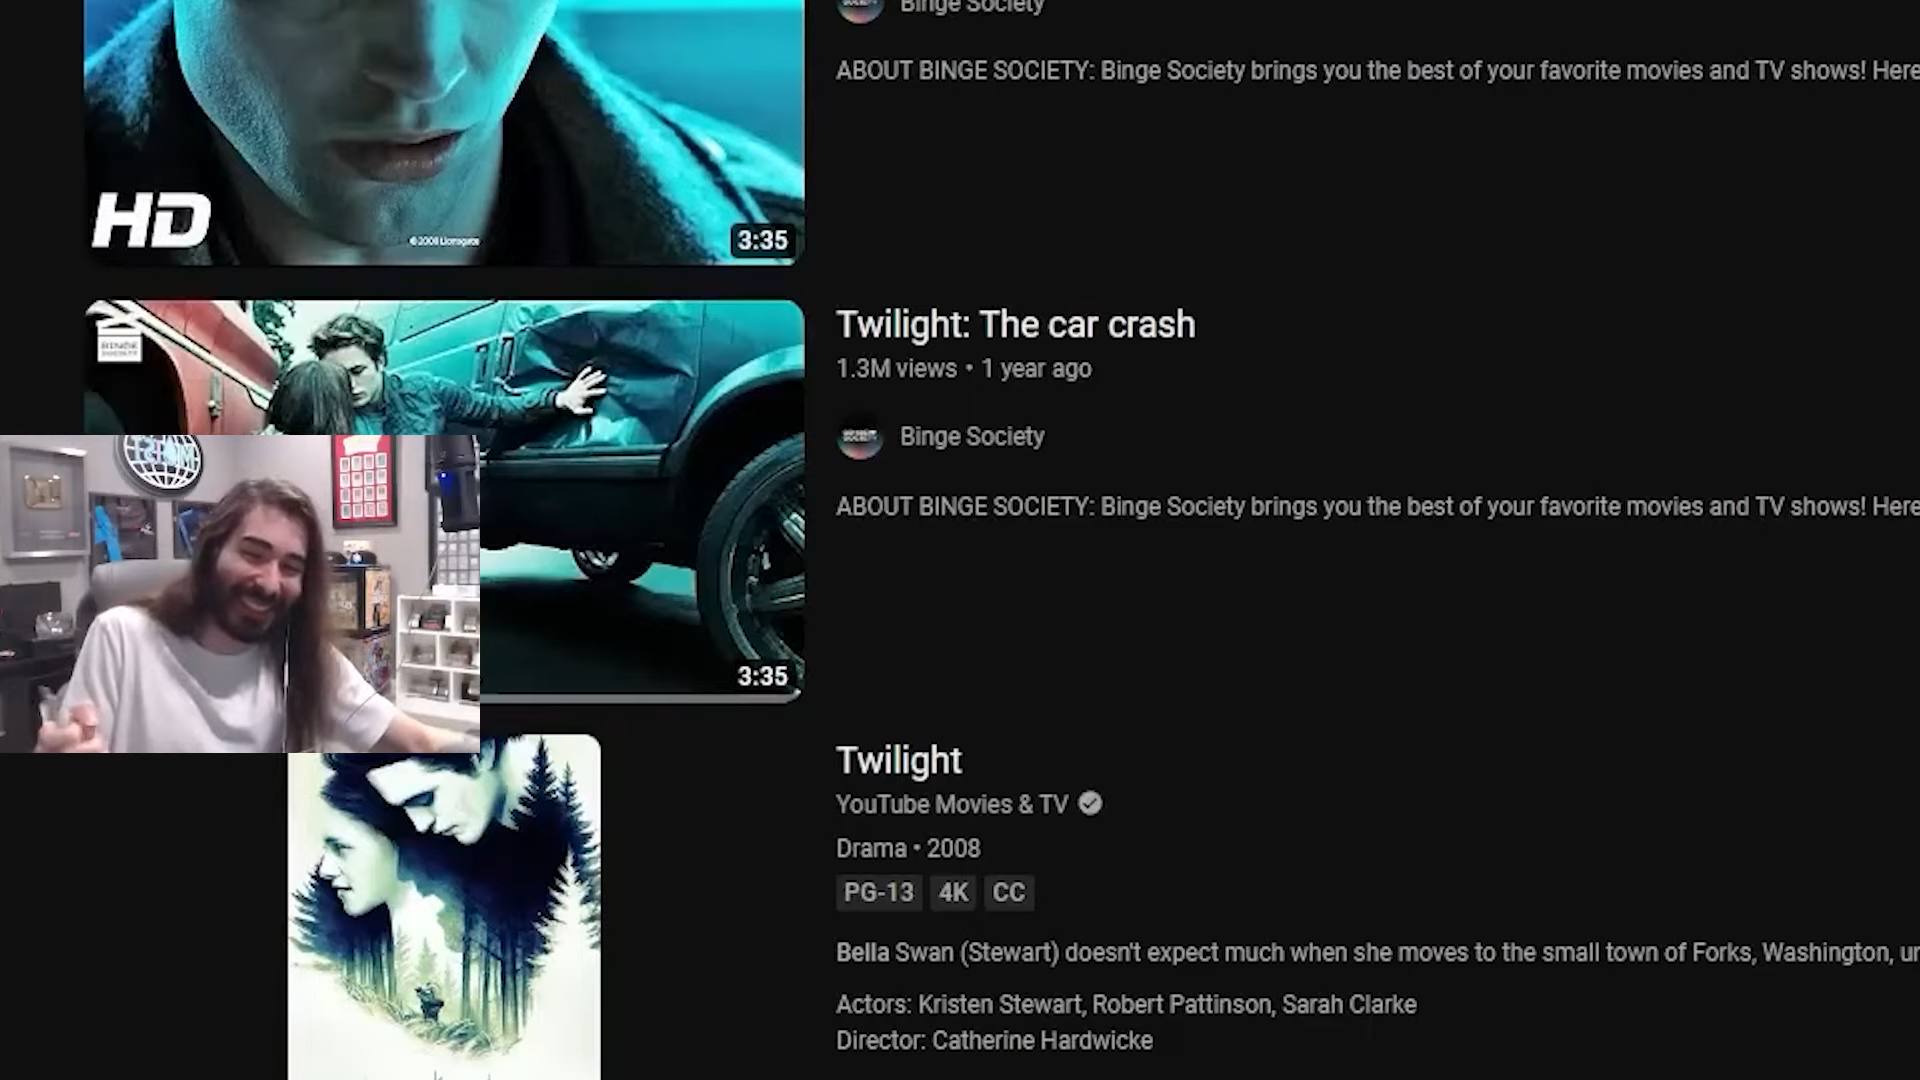 Binge Society
ABOUT BINGE SOCIETY: Binge Society brings you the best of your favorite movies and TV shows! Here
HD
©2008 Lionsgate
3:35
BINGE
SOCIETY
Twilight: The car crash
1.3M views • 1 year ago
Binge Society
ABOUT BINGE SOCIETY: Binge Society brings you the best of your favorite movies and TV shows! Here
3:35
Twilight
YouTube Movies & TV
Drama • 2008
PG-13 4K CC
Bella Swan (Stewart) doesn't expect much when she moves to the small town of Forks, Washington,
Actors: Kristen Stewart, Robert Pattinson, Sarah Clarke
Director: Catherine Hardwicke